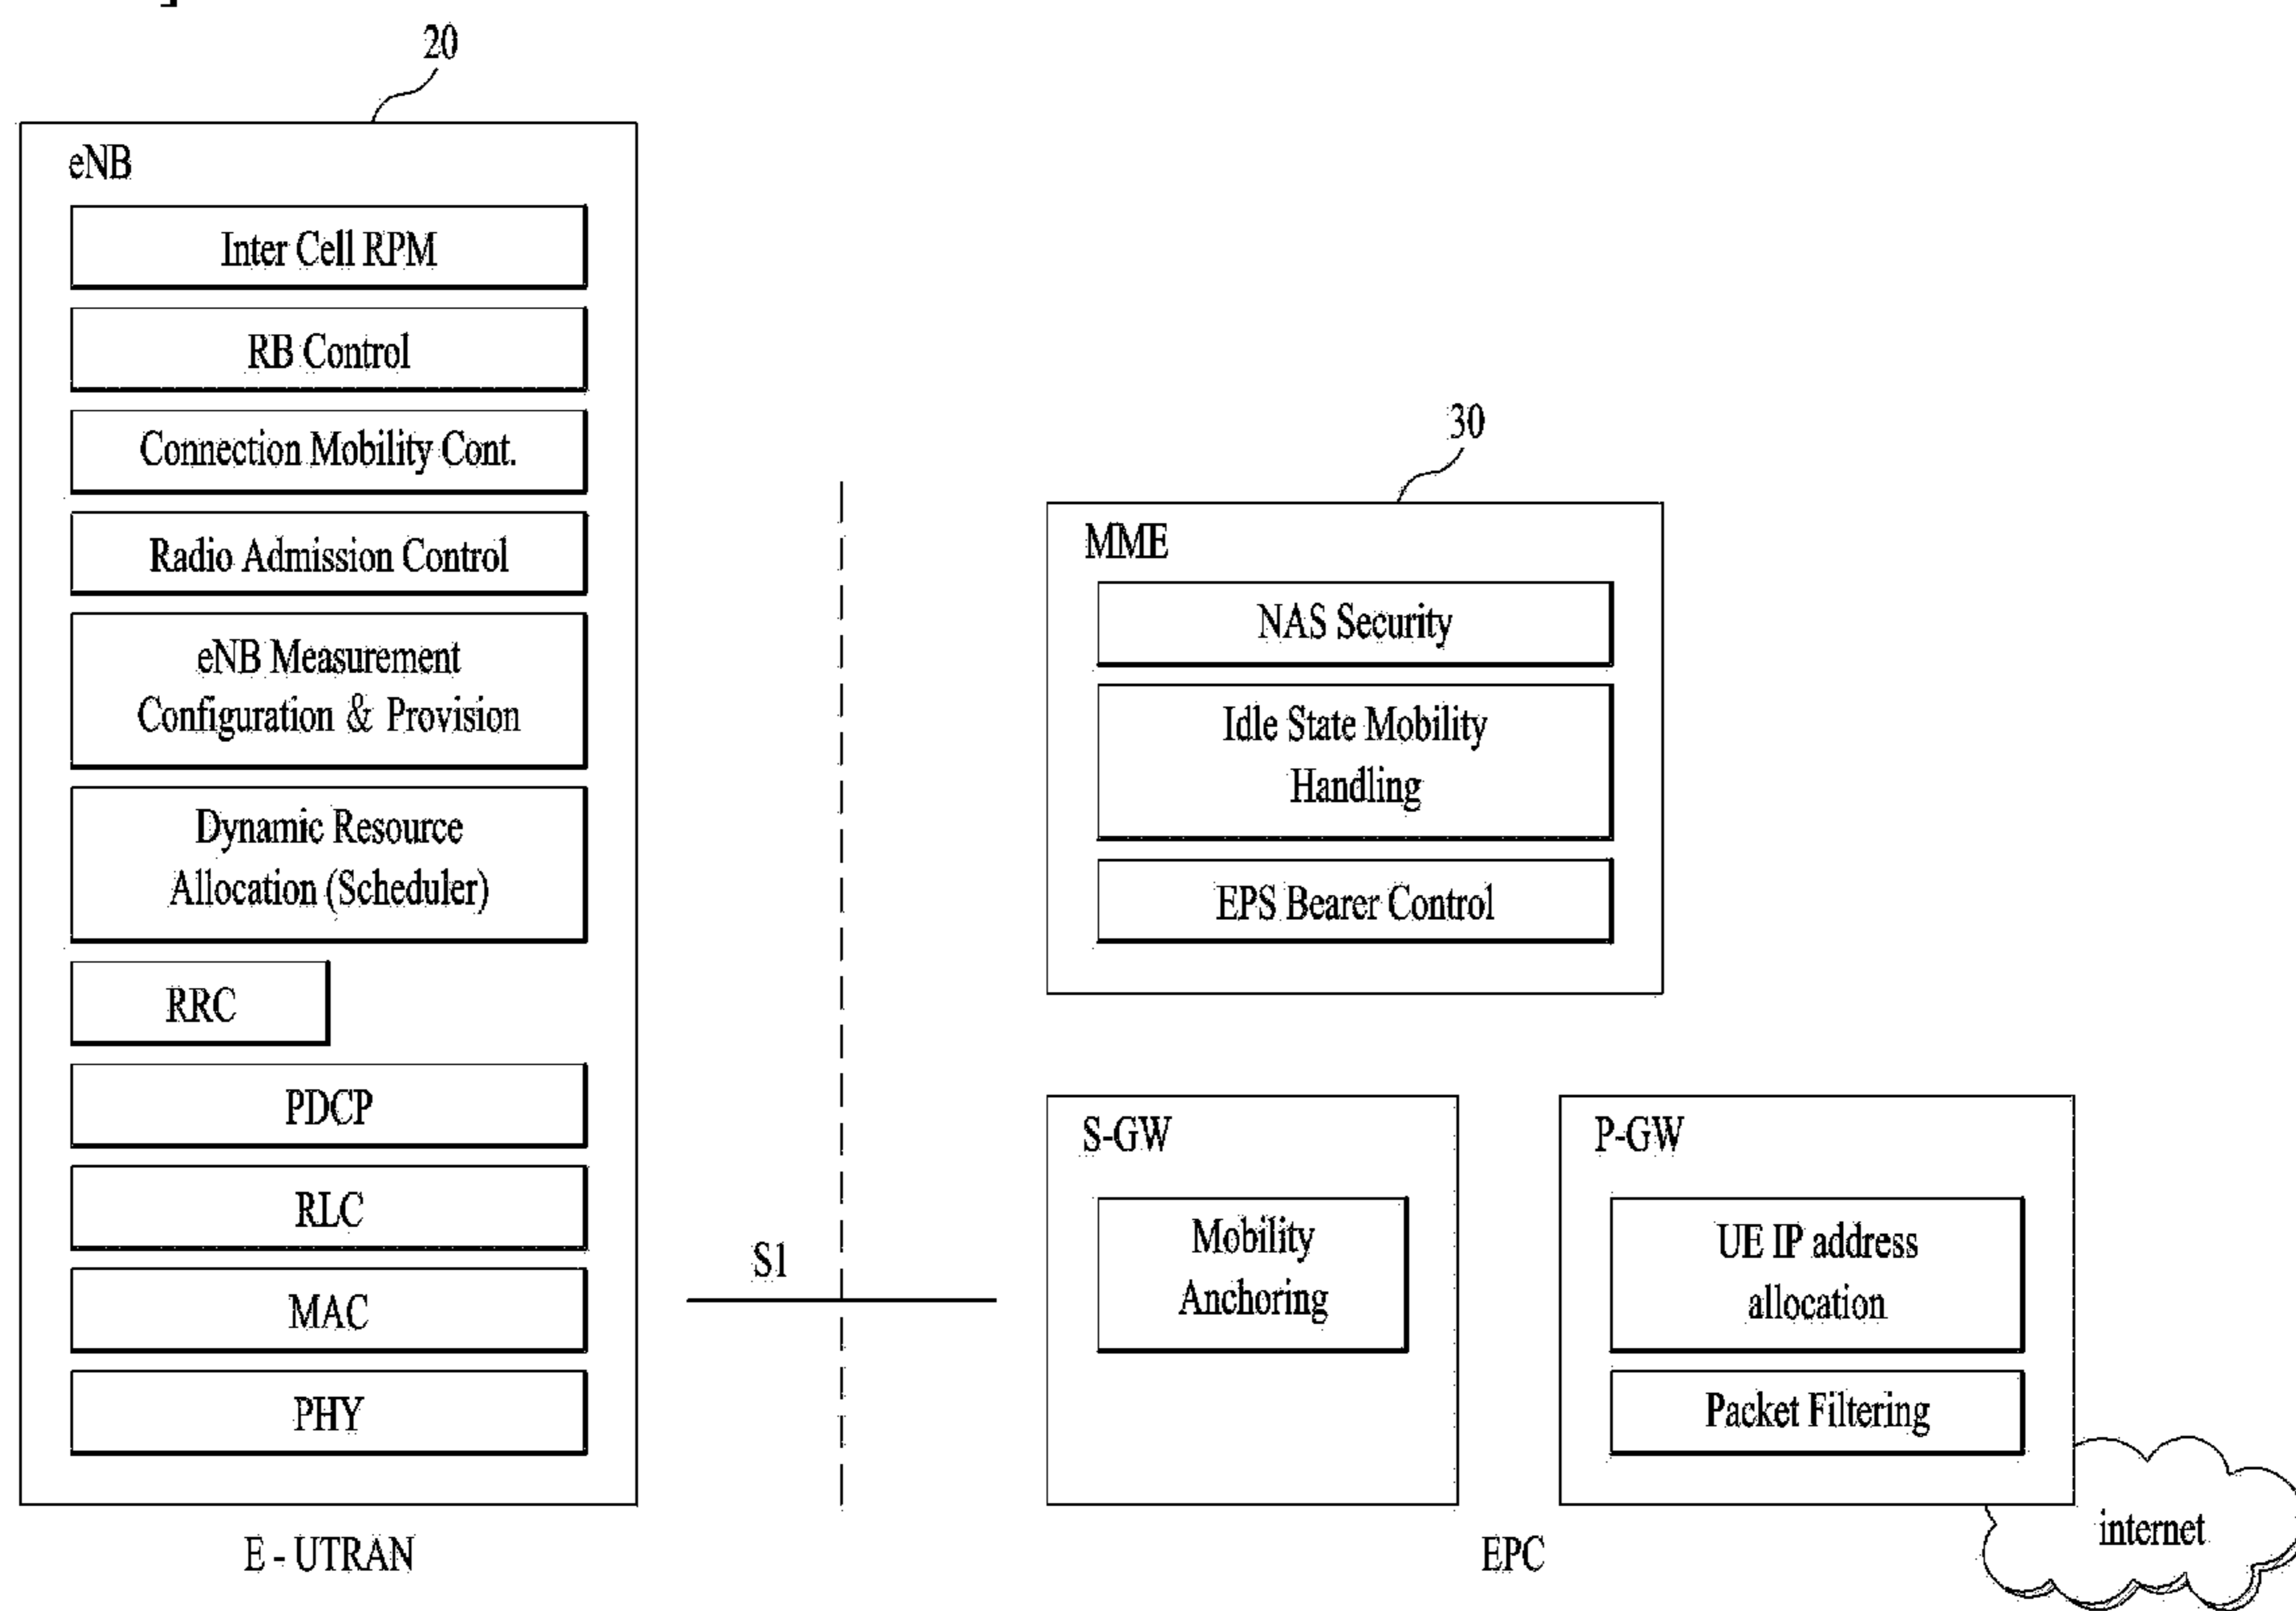 20
eNB
Inter Cell RPM
RB Control
Connection Mobility Cont.
Radio Admission Control
eNB Measurement
Configuration & Provision
Dynamic Resource
Allocation (Scheduler)
RRC
PDCP
RLC
MAC
PHY
E - UTRAN
S1
30
MME
NAS Security
Idle State Mobility
Handling
EPS Bearer Control
S-GW
Mobility
Anchoring
P-GW
UE IP address
allocation
Packet Filtering
internet
EPC